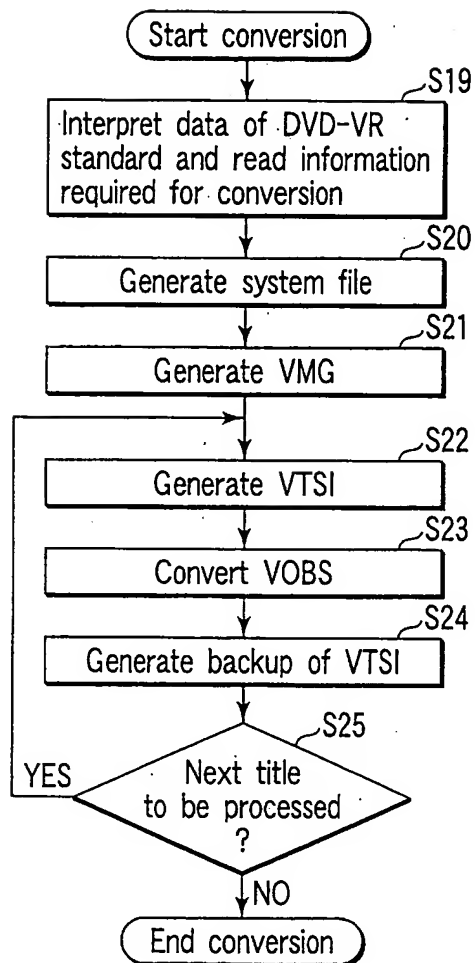 Start conversion
S19
Interpret data of DVD-VR
standard and read information
required for conversion
S20
Generate system file
S21
Generate VMG
S22
Generate VTSI
S23
Convert VOBS
S24
Generate backup of VTSI
S25
YES
Next title
to be processed
?
NO
End conversion